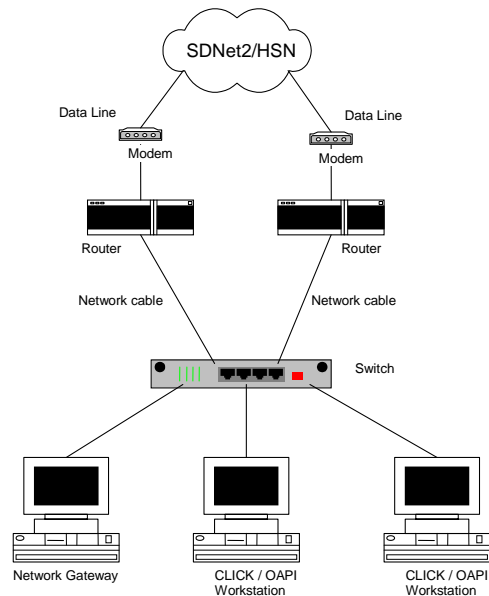 SDNet2/HSN
Data Line
Data Line
Modem
Modem
Router
Router
Network cable
Network cable
Switch
Network Gateway
CLICK / OAPI
Workstation
CLICK / OAPI
Workstation